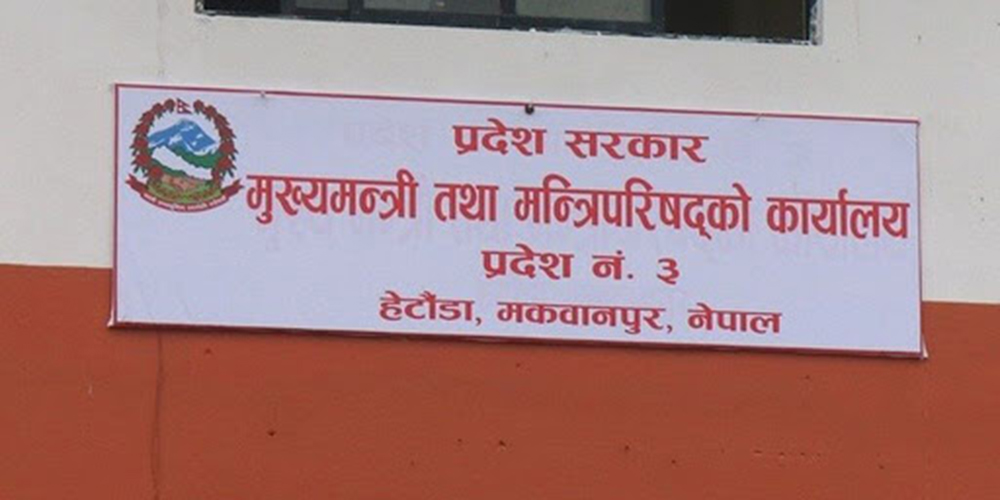 प्रदेश सरकार
मुख्यमन्त्री तथा मन्त्रिपरिषद्को कार्यालय
प्रदेश नं. ३
हेटौंडा, मकवानपुर, नेपाल